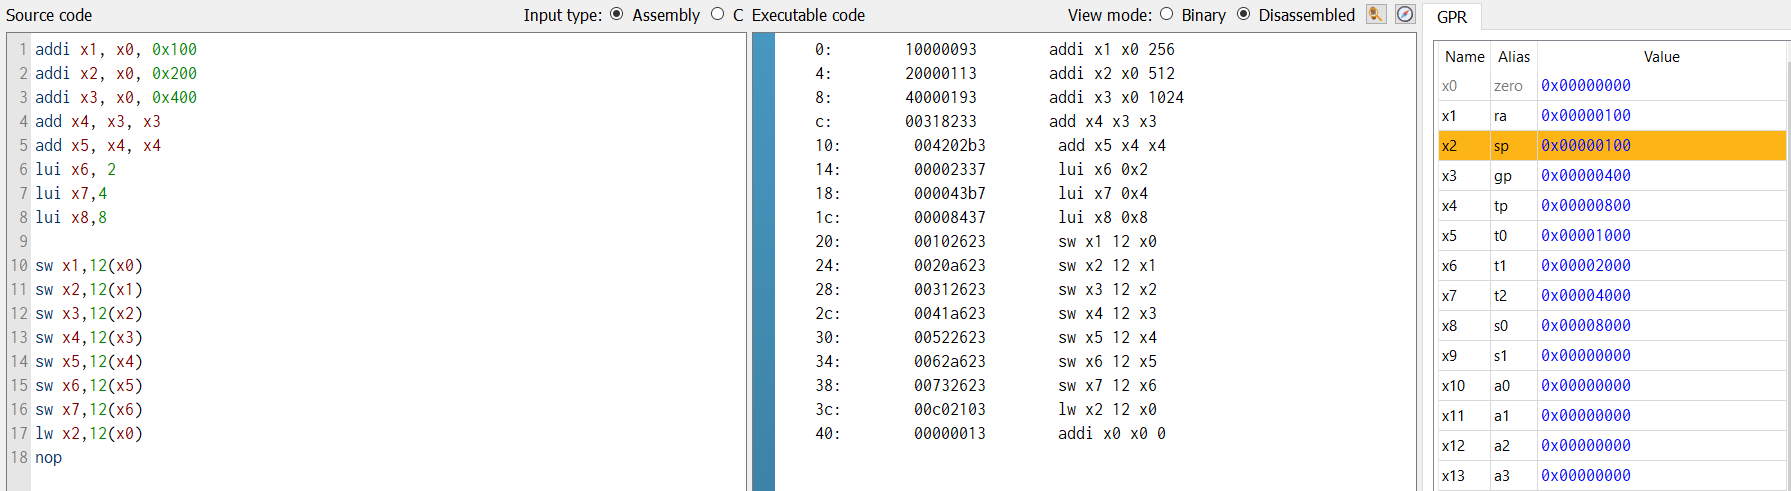 Source code Input type: Assembly C Executable code View mode: Binary Disassembled GPR
1 addi x1, x0, 0x100
2 addi x2, x0, 0x200
3 addi x3, x0, 0x400
4 add x4, x3, x3
5 add x5, x4, x4
6 lui x6, 2
7 lui x7,4
8 lui x8,8
9
10 sw x1,12(x0)
11 sw x2,12(x1)
12 sw x3,12(x2)
13 sw x4,12(x3)
14 sw x5,12(x4)
15 sw x6,12(x5)
16 sw x7,12(x6)
17 lw x2,12(x0)
18 nop
0: 10000093 addi x1 x0 256
4: 20000113 addi x2 x0 512
8: 40000193 addi x3 x0 1024
c: 00318233 add x4 x3 x3
10: 004202b3 add x5 x4 x4
14: 00002337 lui x6 0x2
18: 000043b7 lui x7 0x4
1c: 00008437 lui x8 0x8
20: 00102623 sw x1 12 x0
24: 0020a623 sw x2 12 x1
28: 00312623 sw x3 12 x2
2c: 0041a623 sw x4 12 x3
30: 00522623 sw x5 12 x4
34: 0062a623 sw x6 12 x5
38: 00732623 sw x7 12 x6
3c: 00c02103 lw x2 12 x0
40: 00000013 addi x0 x0 0
Name Alias Value
x0 zero 0x00000000
x1 ra 0x00000100
x2 sp 0x00000100
x3 gp 0x00000400
x4 tp 0x00000800
x5 t0 0x00001000
x6 t1 0x00002000
x7 t2 0x00004000
x8 s0 0x00008000
x9 s1 0x00000000
x10 a0 0x00000000
x11 a1 0x00000000
x12 a2 0x00000000
x13 a3 0x00000000